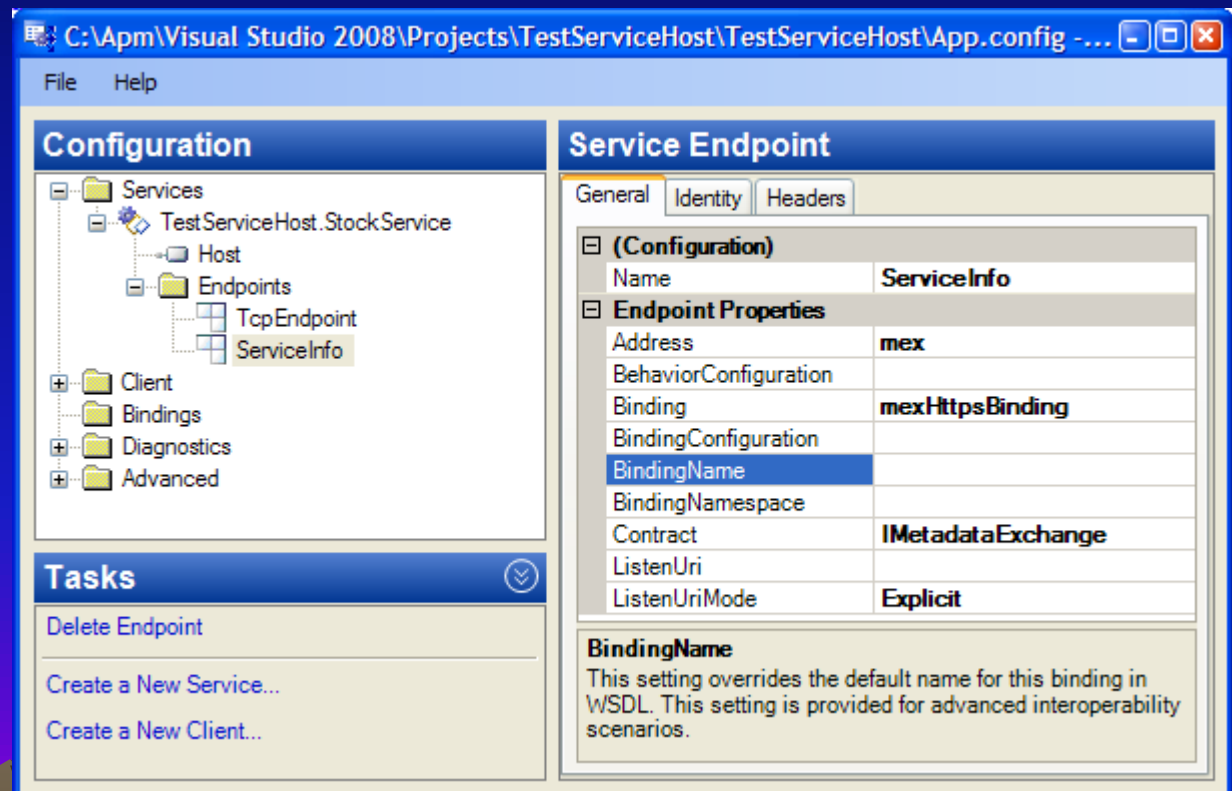 C:\Apm\Visual Studio 2008\Projects\TestServiceHost\TestServiceHost\App.config -...
File Help
Configuration
Services
TestServiceHost.StockService
Host
Endpoints
TcpEndpoint
ServiceInfo
Client
Bindings
Diagnostics
Advanced
Tasks
Delete Endpoint
Create a New Service...
Create a New Client...
Service Endpoint
General Identity Headers
(Configuration)
Name ServiceInfo
Endpoint Properties
Address mex
BehaviorConfiguration
Binding mexHttpsBinding
BindingConfiguration
BindingName
BindingNamespace
Contract IMetadataExchange
ListenUri
ListenUriMode Explicit
BindingName
This setting overrides the default name for this binding in
WSDL. This setting is provided for advanced interoperability
scenarios.